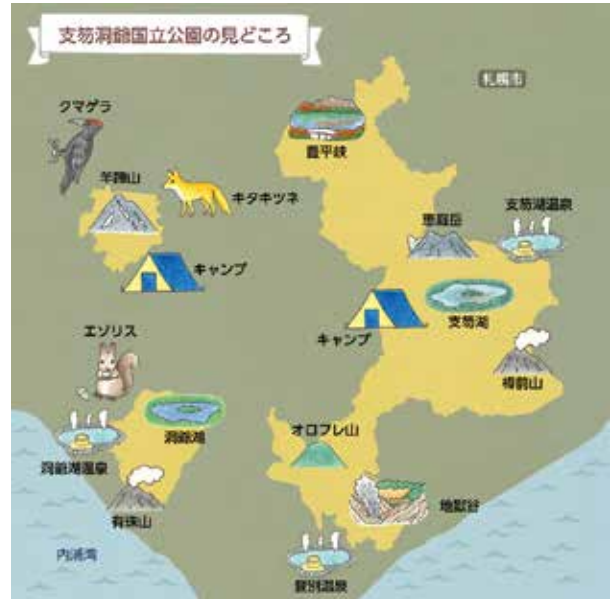 支笏洞爺国立公園の見どころ
札幌市
クマゲラ
豊平峡
羊蹄山
キタキツネ
恵庭岳
支笏湖温泉
キャンプ
キャンプ
支笏湖
エゾリス
樽前山
洞爺湖
オロフレ山
洞爺湖温泉
有珠山
地獄谷
内浦湾
登別温泉